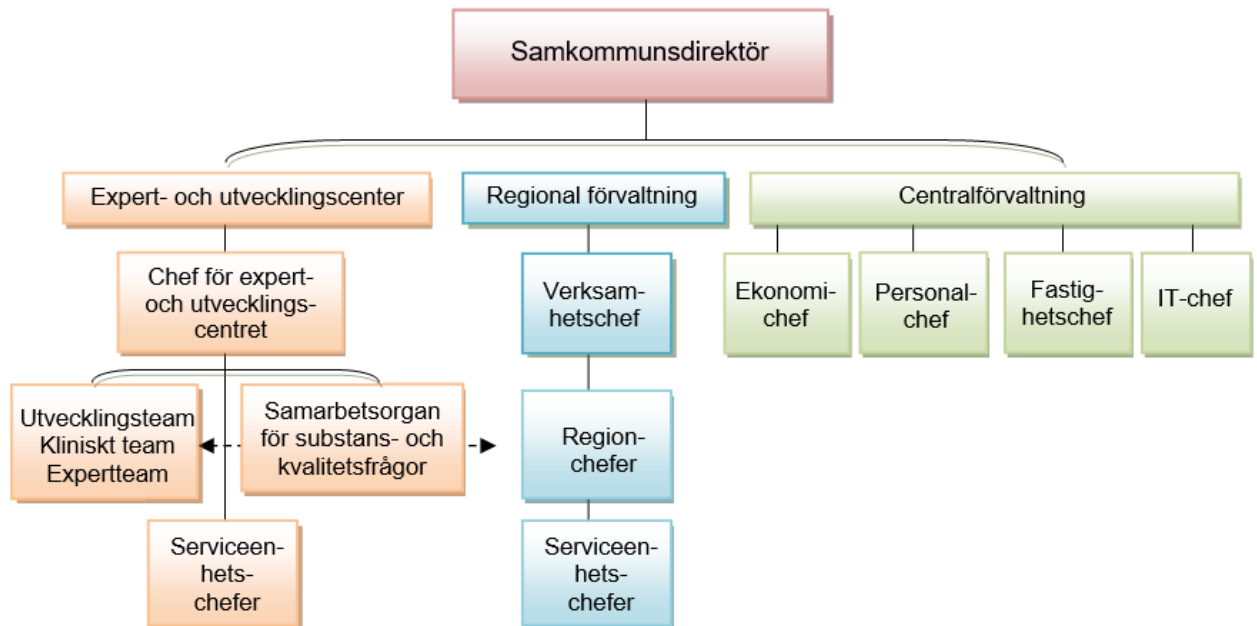 Samkommunsdirektör
Expert- och utvecklingscenter
Regional förvaltning
Centralförvaltning
Chef för expert-
och utvecklings-
centret
Verksam-
hetschef
Ekonomi-
chef
Personal-
chef
Fastig-
hetschef
IT-chef
Utvecklingsteam
Kliniskt team
Expertteam
Samarbetsorgan
för substans- och
kvalitetsfrågor
Region-
chefer
Serviceen-
hets-
chefer
Serviceen-
hets-
chefer